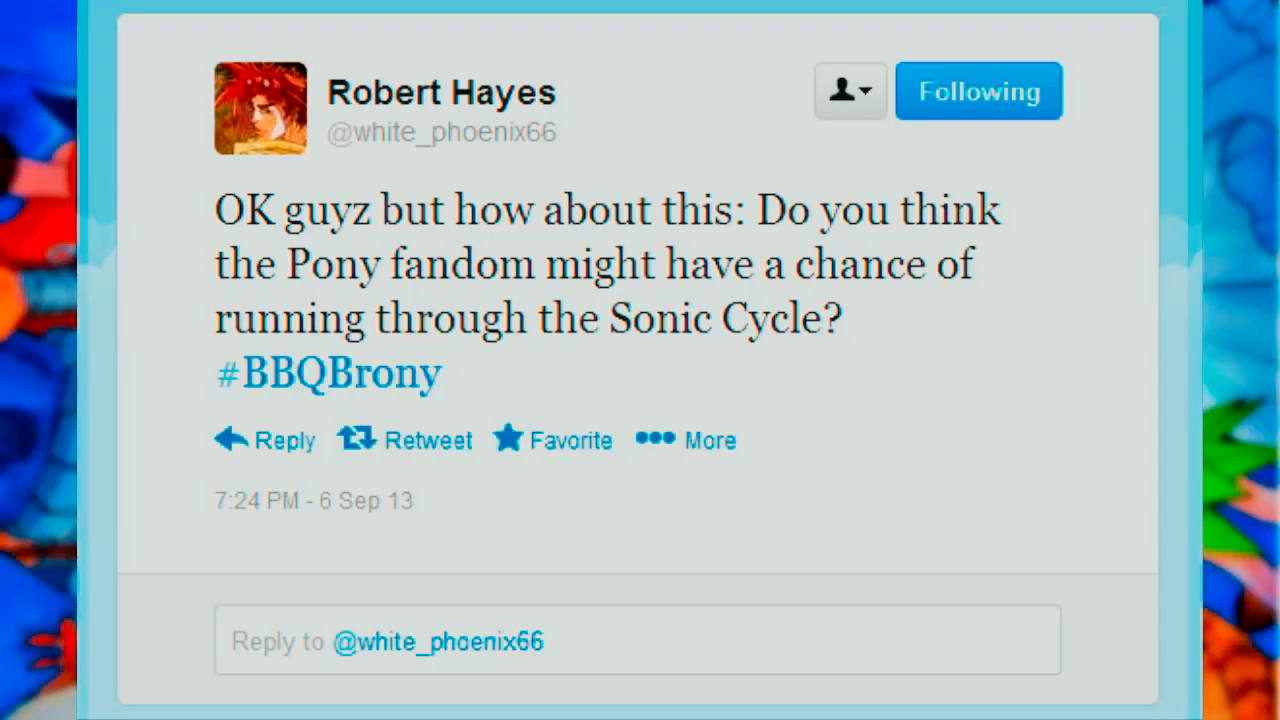 Robert Hayes
@white_phoenix66
Following
OK guyz but how about this: Do you think
the Pony fandom might have a chance of
running through the Sonic Cycle?
#BBQBrony
Reply Retweet Favorite More
7:24 PM - 6 Sep 13
Reply to @white_phoenix66